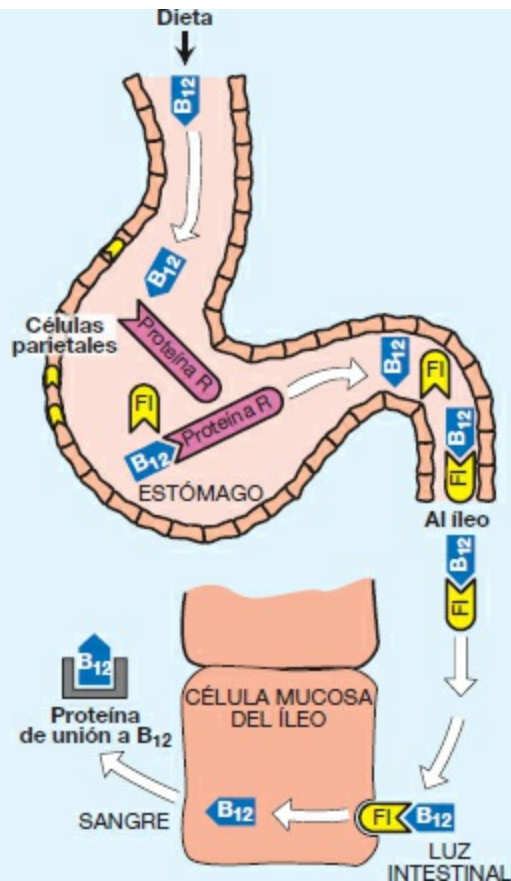 Dieta
B12
B12
Células
parietales
Proteína R
B12
FI
FI
Proteína R
B12
ESTÓMAGO
B12
FI
Al íleo
B12
FI
B12
Proteína
de unión a B12
CÉLULA MUCOSA
DEL ÍLEO
SANGRE
B12
FI
B12
LUZ
INTESTINAL